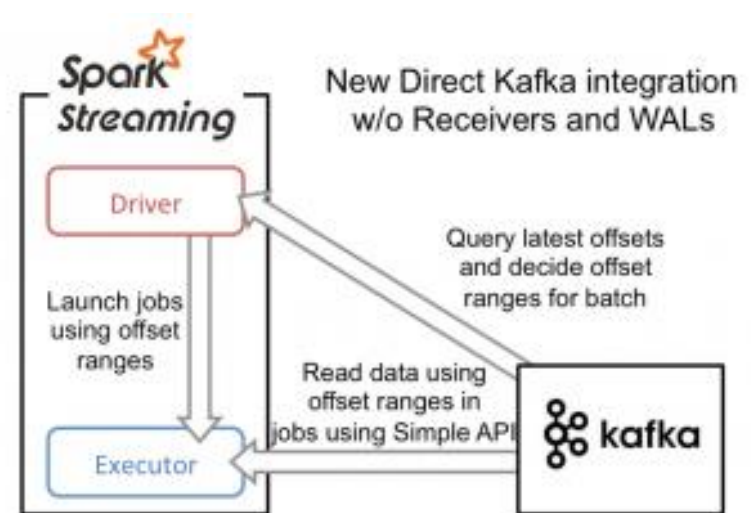 Spark
Streaming
New Direct Kafka integration
w/o Receivers and WALs
Driver
Query latest offsets
and decide offset
ranges for batch
Launch jobs
using offset
ranges
Read data using
offset ranges in
jobs using Simple API
kafka
Executor